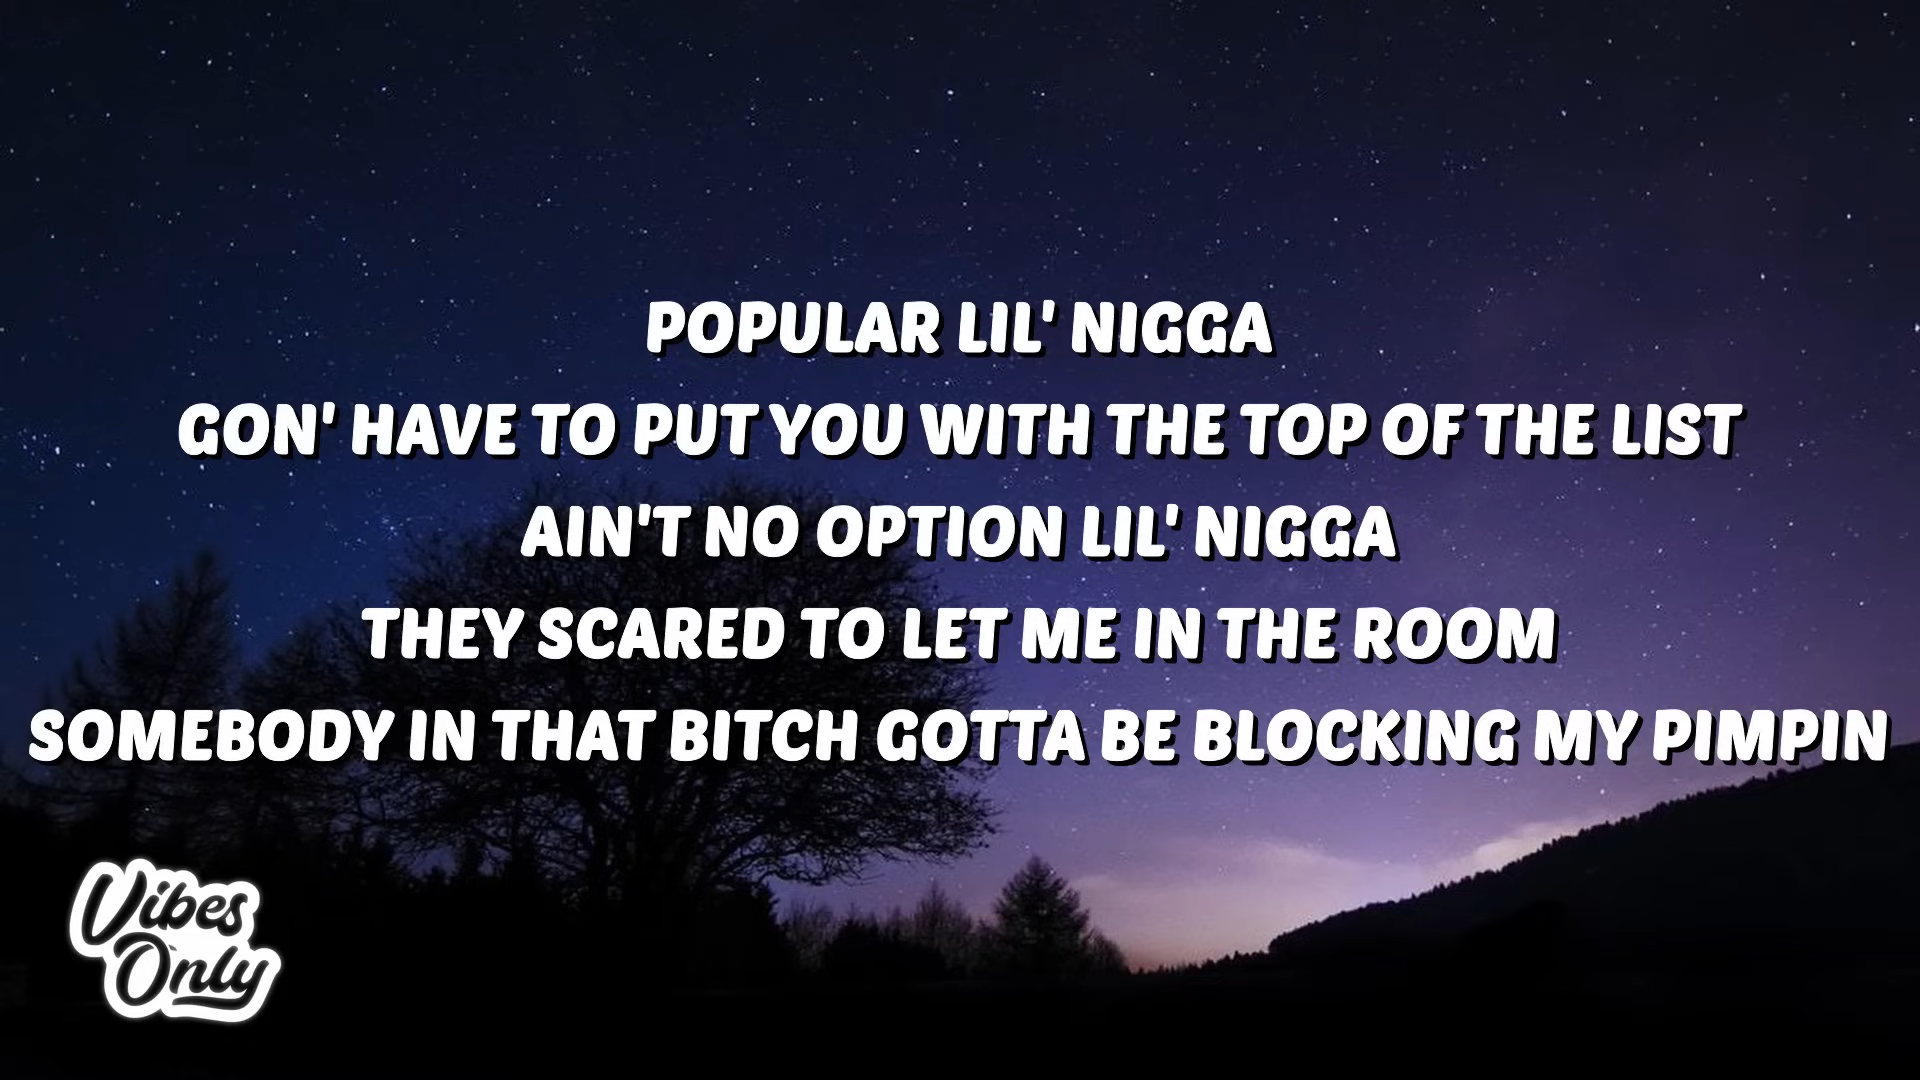 POPULAR LIL' NIGGA
GON' HAVE TO PUT YOU WITH THE TOP OF THE LIST
AIN'T NO OPTION LIL' NIGGA
THEY SCARED TO LET ME IN THE ROOM
SOMEBODY IN THAT BITCH GOTTA BE BLOCKING MY PIMPIN
Vibes
Only